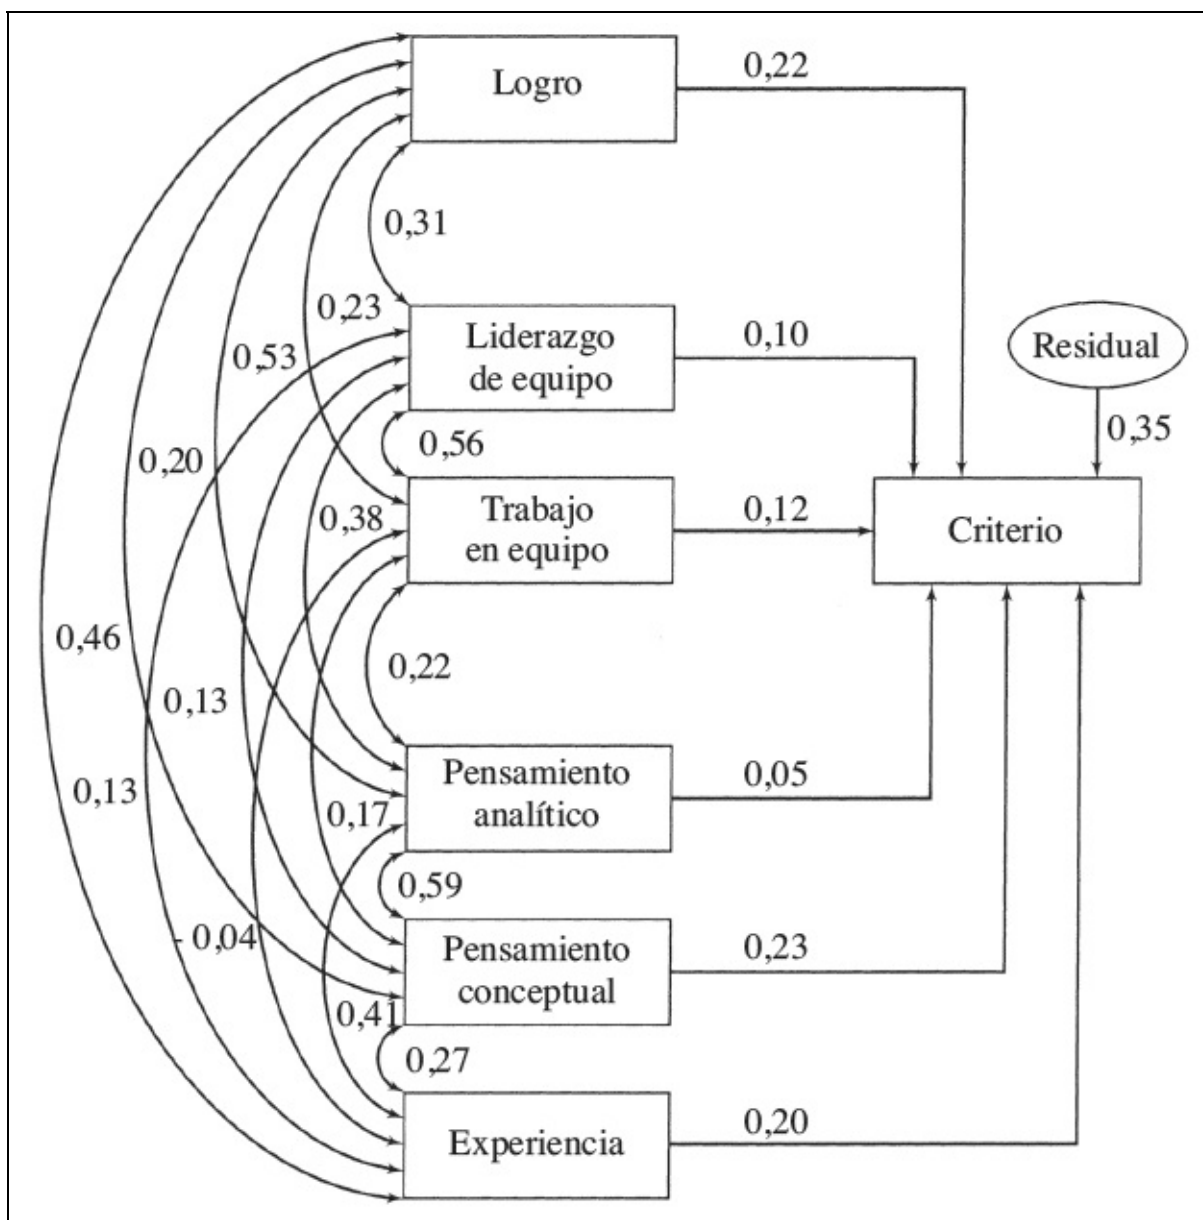 Logro
0,22
0,31
0,23
Liderazgo
de equipo
0,10
Residual
0,53
0,35
0,56
0,20
0,38
Trabajo
en equipo
0,12
Criterio
0,46
0,22
0,13
0,13
Pensamiento
analítico
0,05
0,17
0,59
- 0,04
Pensamiento
conceptual
0,23
0,41
0,27
Experiencia
0,20